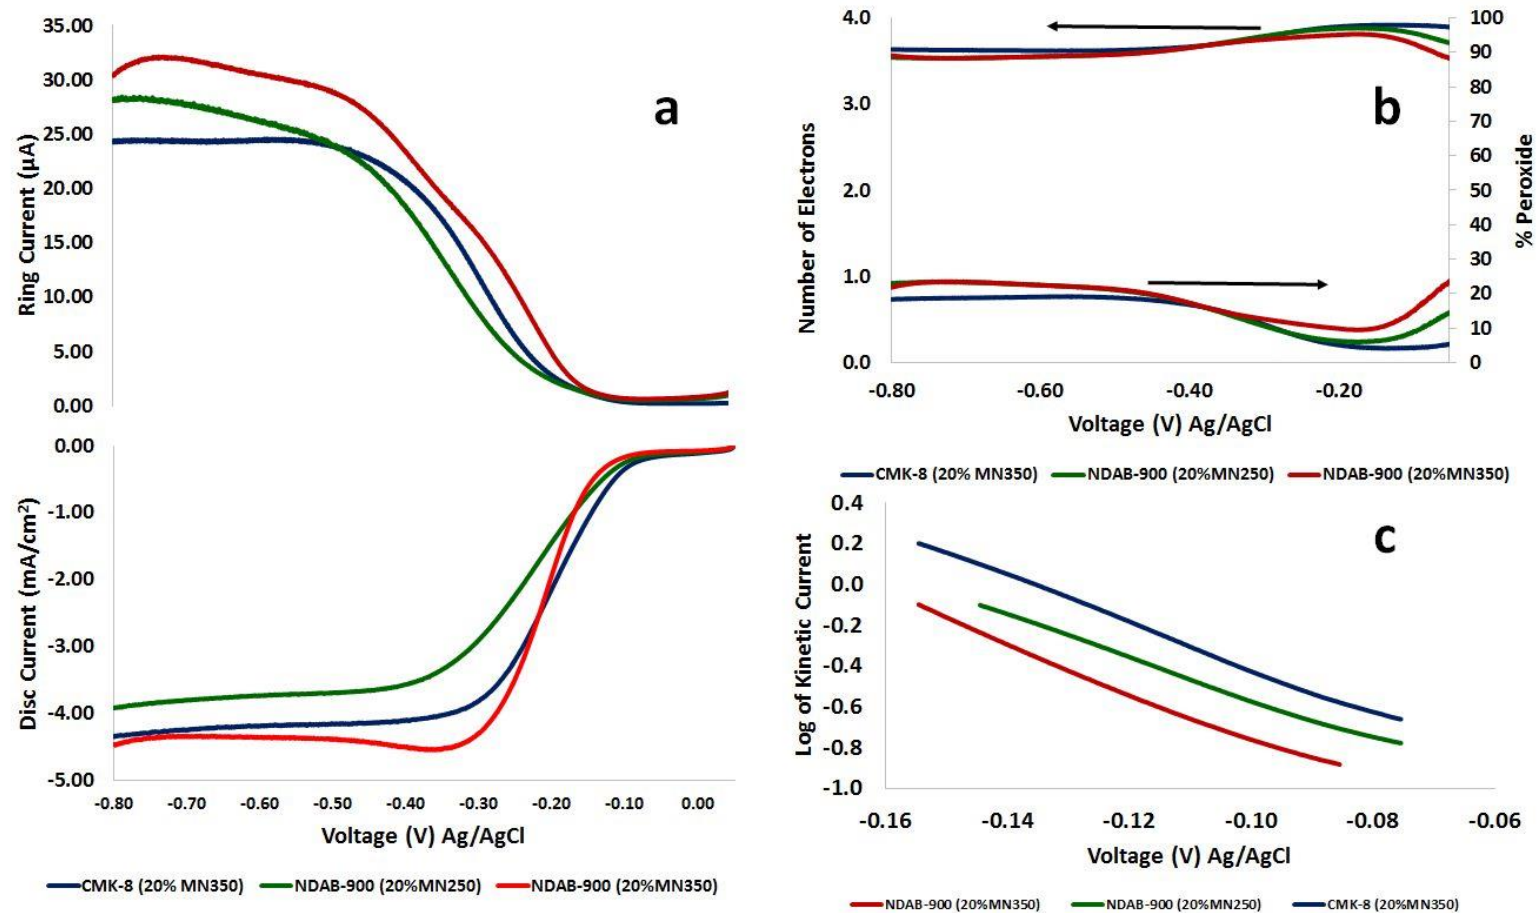 35.00
30.00
25.00
20.00
15.00
10.00
5.00
0.00
Ring Current (µA)
a
0.00
-1.00
-2.00
-3.00
-4.00
-5.00
Disc Current (mA/cm²)
-0.80 -0.70 -0.60 -0.50 -0.40 -0.30 -0.20 -0.10 0.00
Voltage (V) Ag/AgCl
CMK-8 (20% MN350) NDAB-900 (20%MN250) NDAB-900 (20%MN350)
4.0
3.0
2.0
1.0
0.0
Number of Electrons
b
100
90
80
70
60
50
40
30
20
10
0
% Peroxide
-0.80 -0.60 -0.40 -0.20
Voltage (V) Ag/AgCl
CMK-8 (20% MN350) NDAB-900 (20%MN250) NDAB-900 (20%MN350)
0.4
0.2
0.0
-0.2
-0.4
-0.6
-0.8
-1.0
Log of Kinetic Current
c
-0.16 -0.14 -0.12 -0.10 -0.08 -0.06
Voltage (V) Ag/AgCl
NDAB-900 (20%MN350) NDAB-900 (20%MN250) CMK-8 (20%MN350)